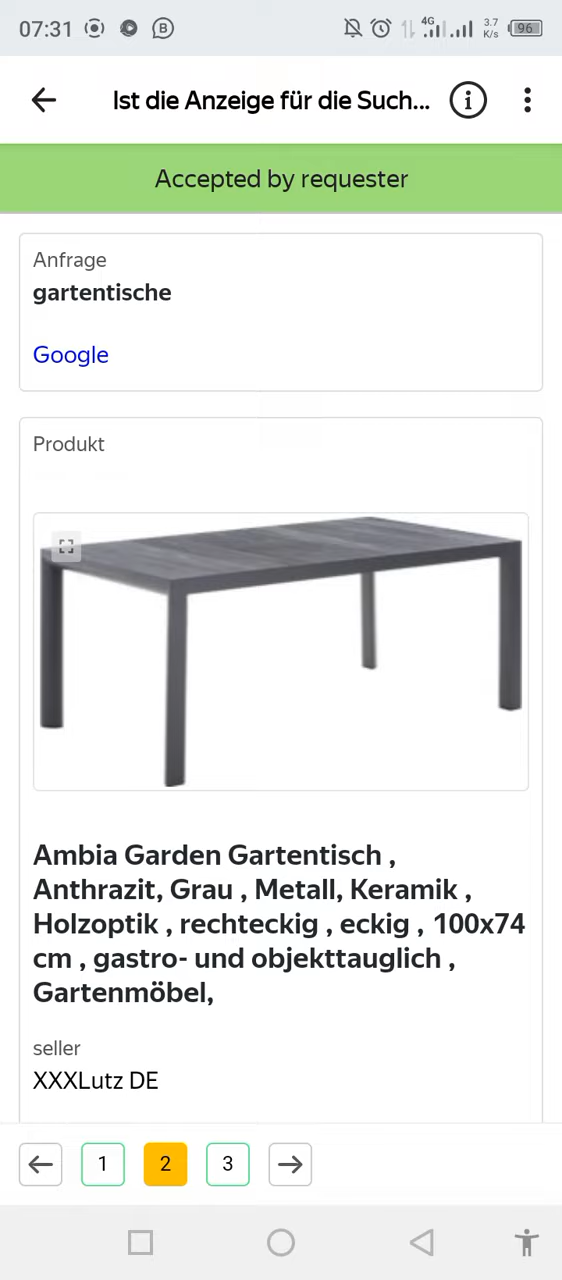 07:31
4G
3.7
K/s
96
Ist die Anzeige für die Such...
Accepted by requester
Anfrage
gartentische
Google
Produkt
Ambia Garden Gartentisch ,
Anthrazit, Grau , Metall, Keramik ,
Holzoptik , rechteckig , eckig , 100x74
cm , gastro- und objekttauglich ,
Gartenmöbel,
seller
XXXLutz DE
1
2
3